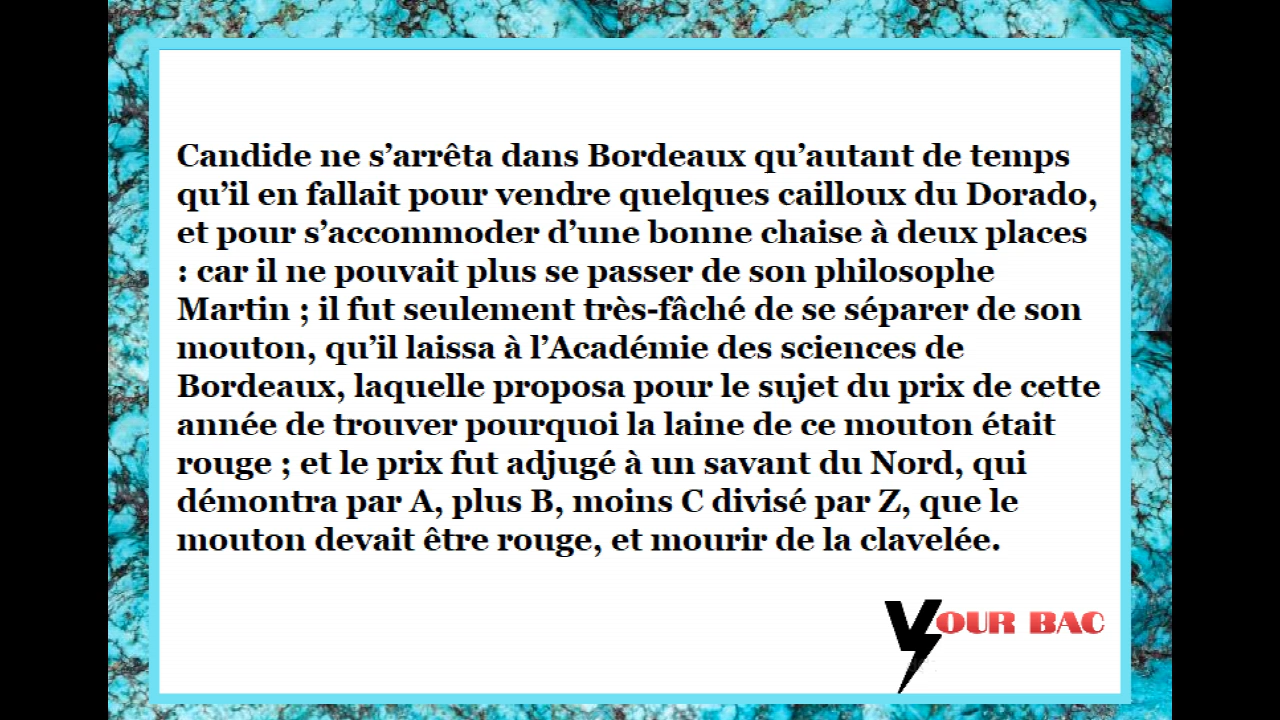 Candide ne s’arrêta dans Bordeaux qu’autant de temps
qu’il en fallait pour vendre quelques cailloux du Dorado,
et pour s’accommoder d’une bonne chaise à deux places
: car il ne pouvait plus se passer de son philosophe
Martin ; il fut seulement très-fâché de se séparer de son
mouton, qu’il laissa à l’Académie des sciences de
Bordeaux, laquelle proposa pour le sujet du prix de cette
année de trouver pourquoi la laine de ce mouton était
rouge ; et le prix fut adjugé à un savant du Nord, qui
démontra par A, plus B, moins C divisé par Z, que le
mouton devait être rouge, et mourir de la clavelée.
YOUR BAC